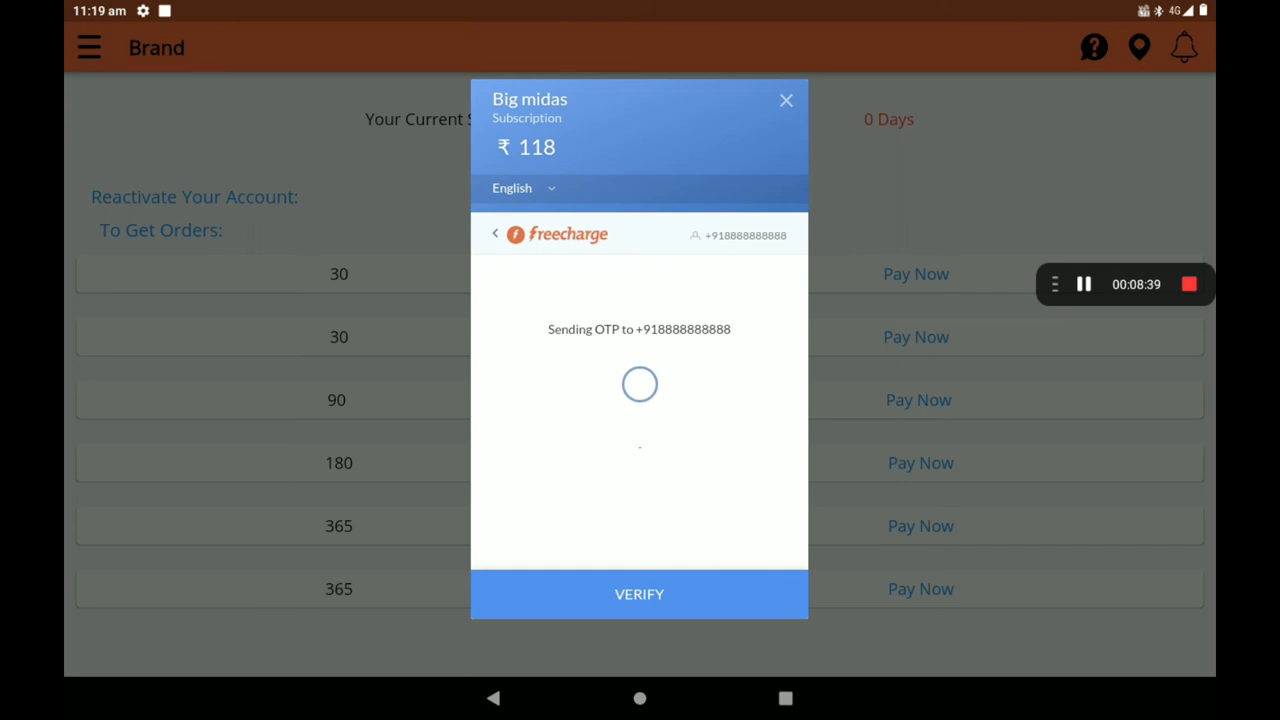 11:19 am
4G
Brand
Your Current S
0 Days
Reactivate Your Account:
To Get Orders:
30 Pay Now
30 Pay Now
90 Pay Now
180 Pay Now
365 Pay Now
365 Pay Now
Big midas
Subscription
₹ 118
English
freecharge
+918888888888
Sending OTP to +918888888888
.
VERIFY
00:08:39